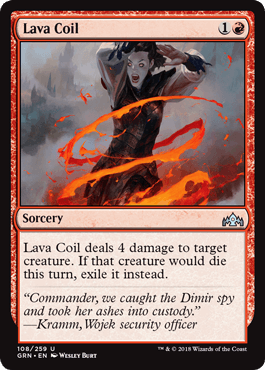 Lava Coil 1
Sorcery
Lava Coil deals 4 damage to target
creature. If that creature would die
this turn, exile it instead.
“Commander, we caught the Dimir spy
and took her ashes into custody.”
—Kramm, Wojek security officer
108/259 U
GRN • EN Wesley Burt
™ & © 2018 Wizards of the Coast